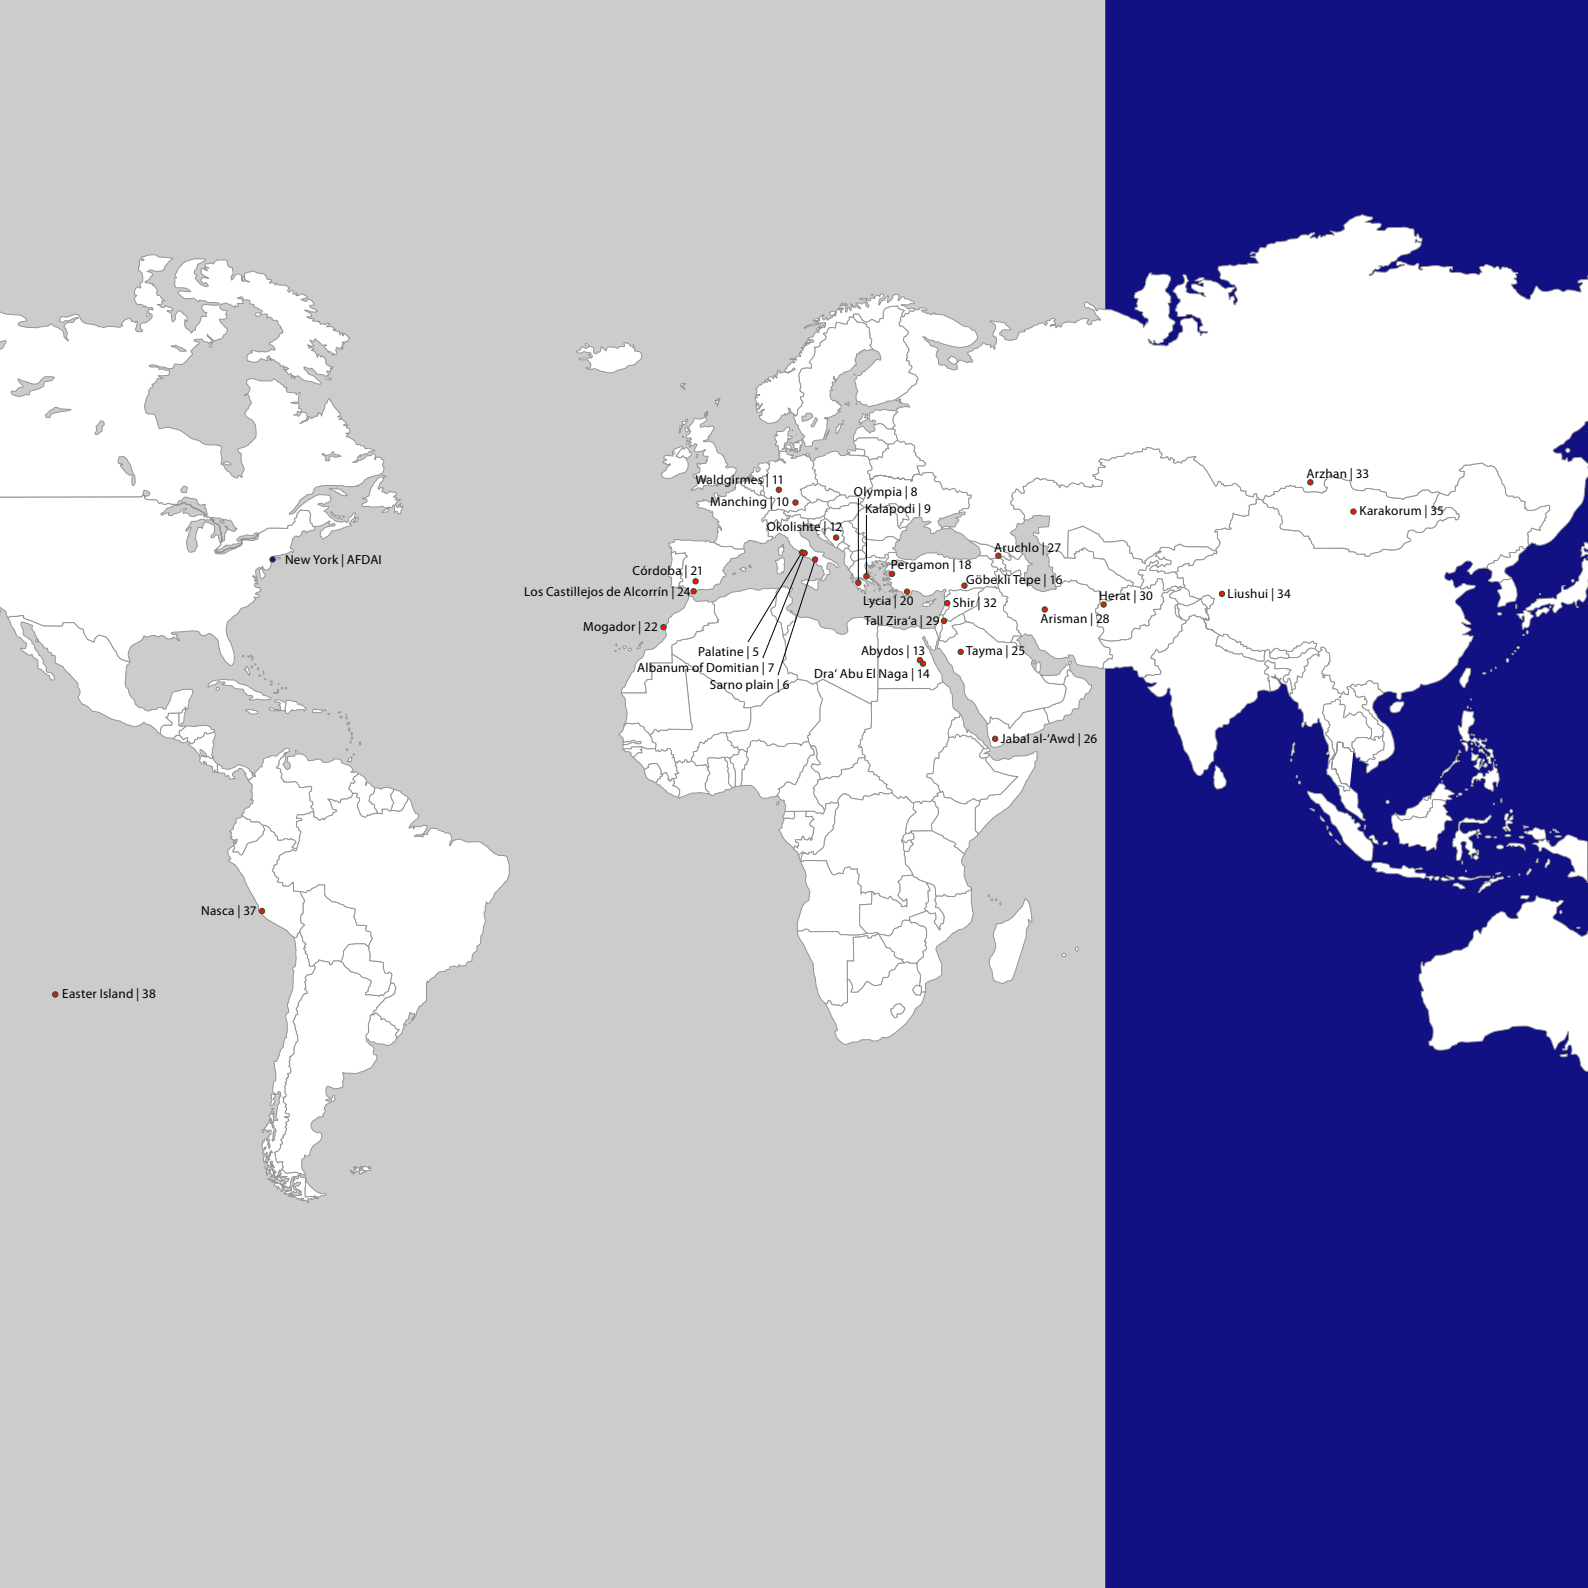 Arzhan | 33
Waldgirmes | 11
Olympia | 8
Manching | 10
Kalapodi | 9
Karakorum | 35
Okolishte | 12
Aruchlo | 27
New York | AFDAI
Pergamon | 18
Córdoba | 21
Göbekli Tepe | 16
Los Castillejos de Alcorrín | 24
Herat | 30
Liushui | 34
Lycia | 20
Shir | 32
Arisman | 28
Tall Zira‘a | 29
Mogador | 22
Palatine | 5
Abydos | 13
Tayma | 25
Albanum of Domitian | 7
Dra‘ Abu El Naga | 14
Sarno plain | 6
Jabal al-‘Awd | 26
Nasca | 37
Easter Island | 38